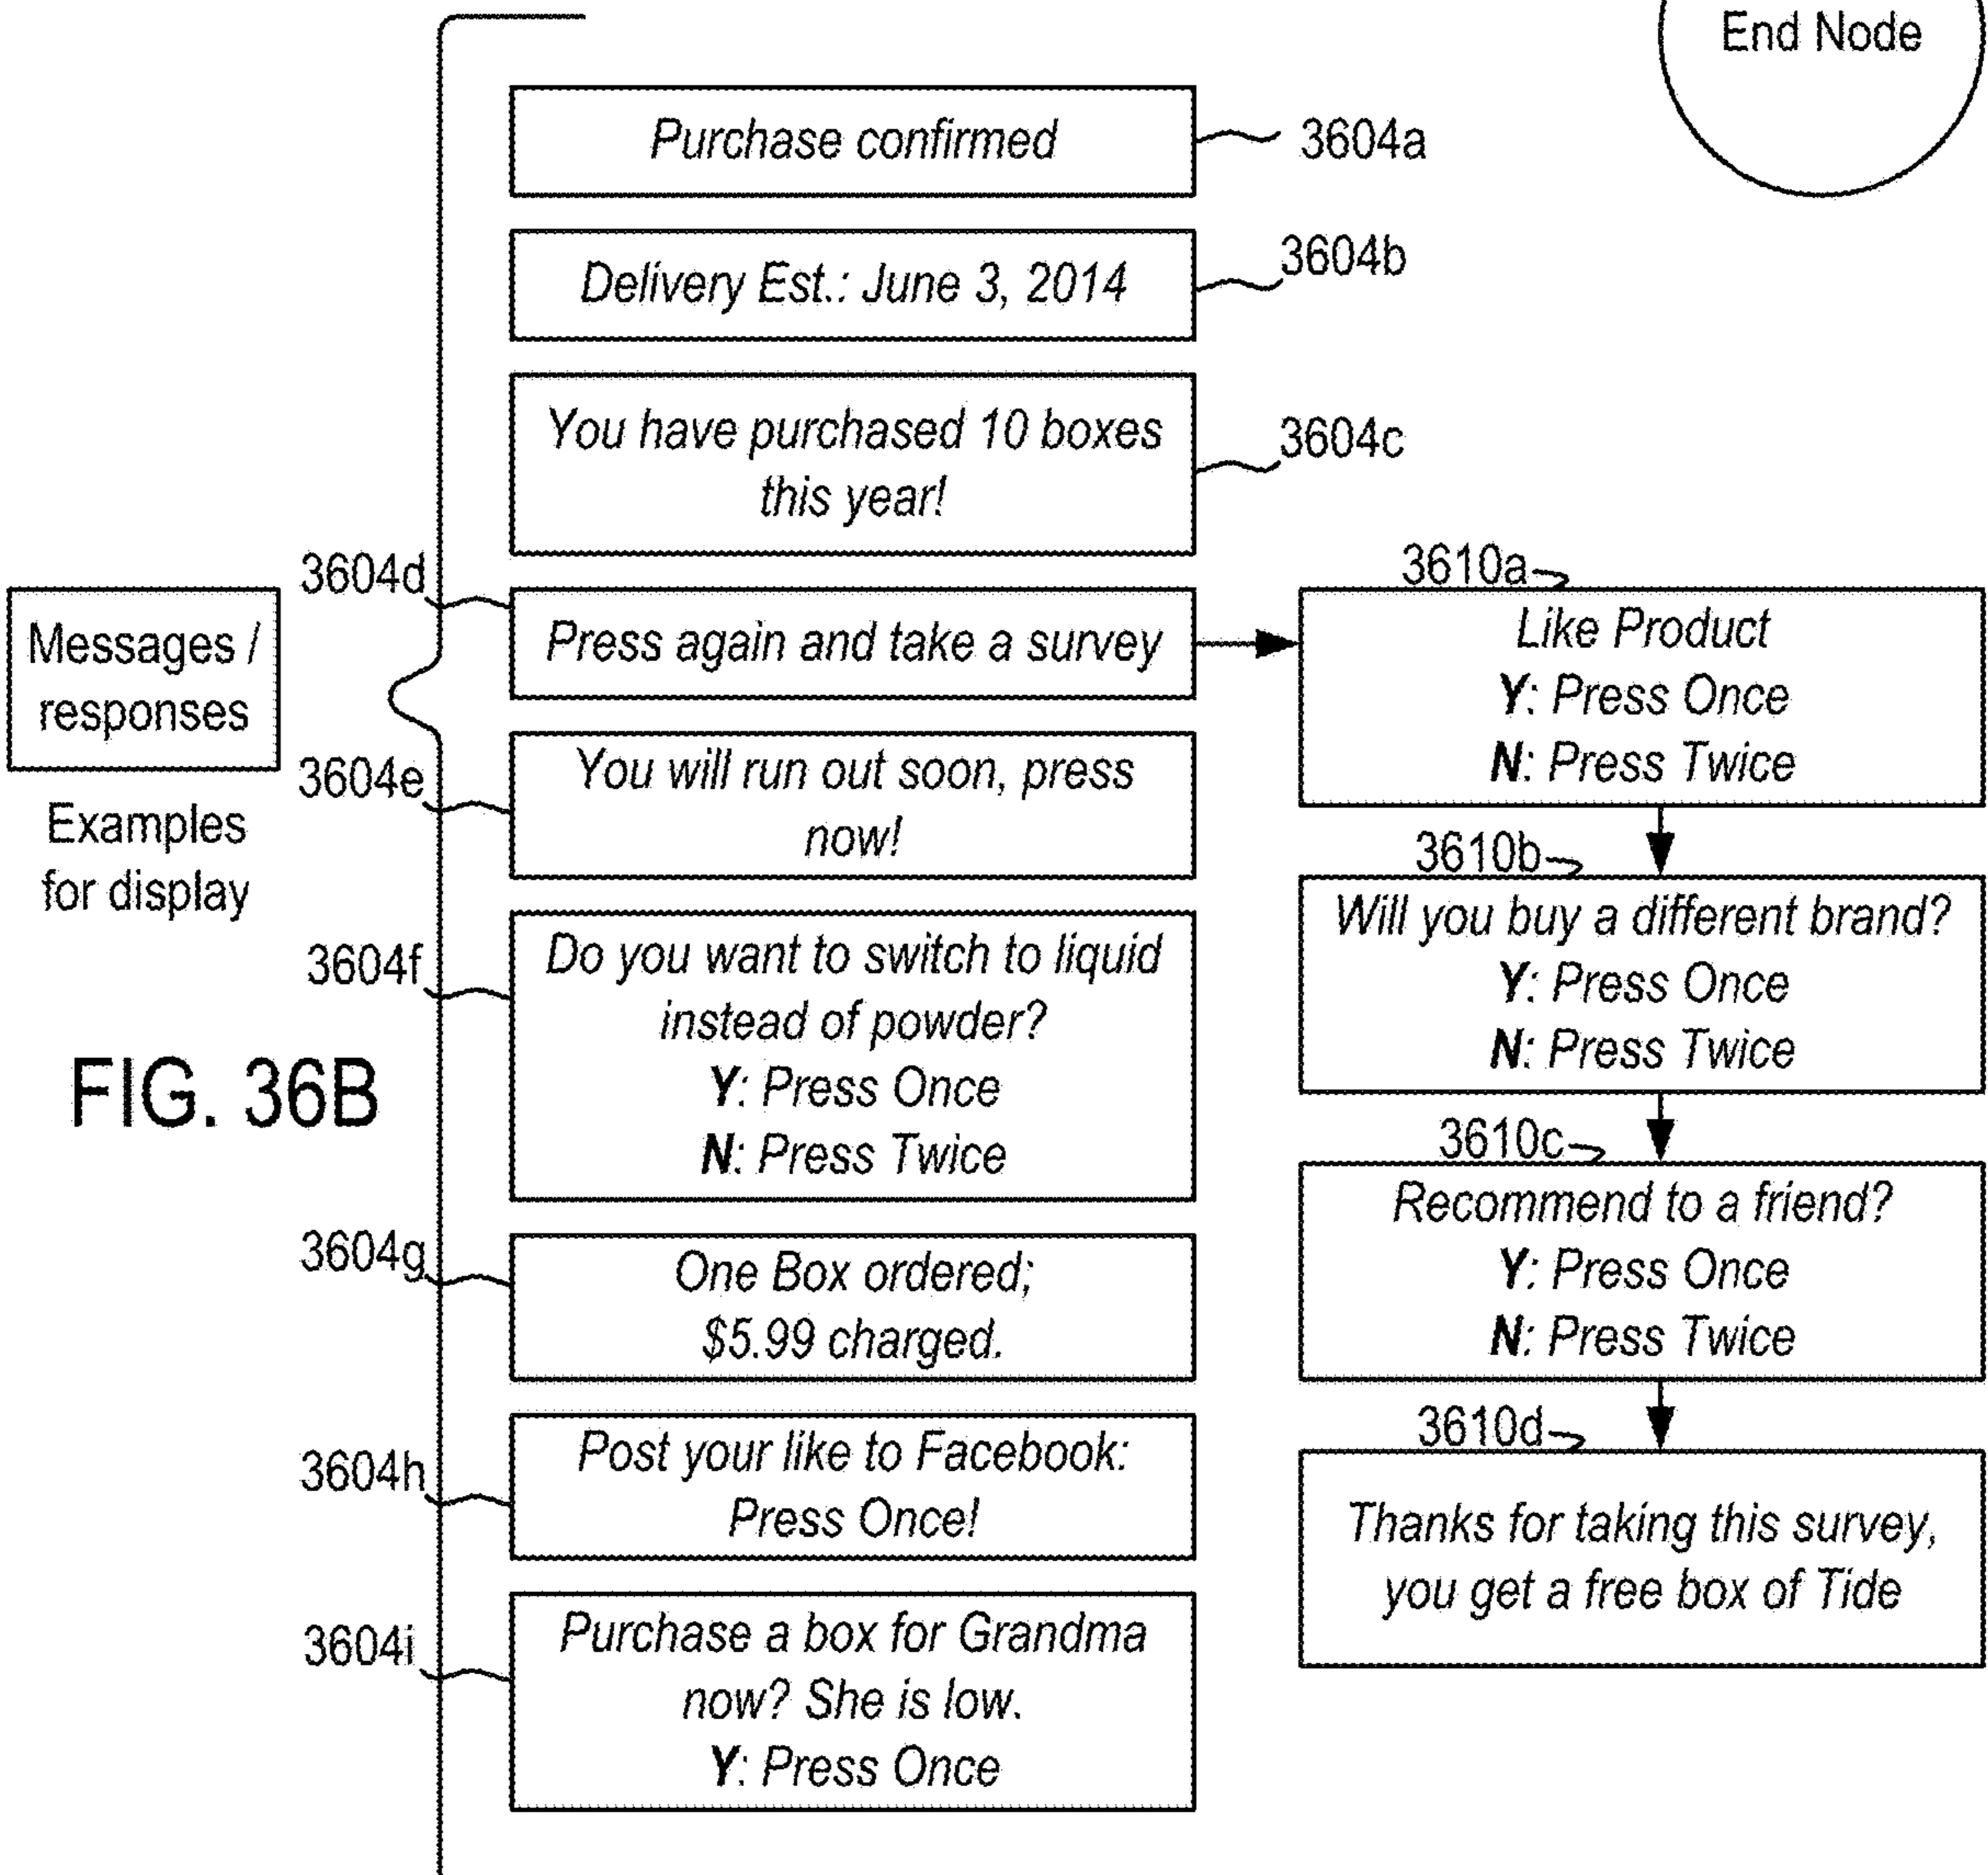 End Node
Purchase confirmed
3604a
Delivery Est.: June 3, 2014
3604b
You have purchased 10 boxes
this year!
3604c
3604d
Press again and take a survey
Messages /
responses
Examples
for display
3604e
You will run out soon, press
now!
3604f
Do you want to switch to liquid
instead of powder?
Y: Press Once
N: Press Twice
FIG. 36B
3604g
One Box ordered;
$5.99 charged.
3604h
Post your like to Facebook:
Press Once!
3604i
Purchase a box for Grandma
now? She is low.
Y: Press Once
3610a
Like Product
Y: Press Once
N: Press Twice
3610b
Will you buy a different brand?
Y: Press Once
N: Press Twice
3610c
Recommend to a friend?
Y: Press Once
N: Press Twice
3610d
Thanks for taking this survey,
you get a free box of Tide